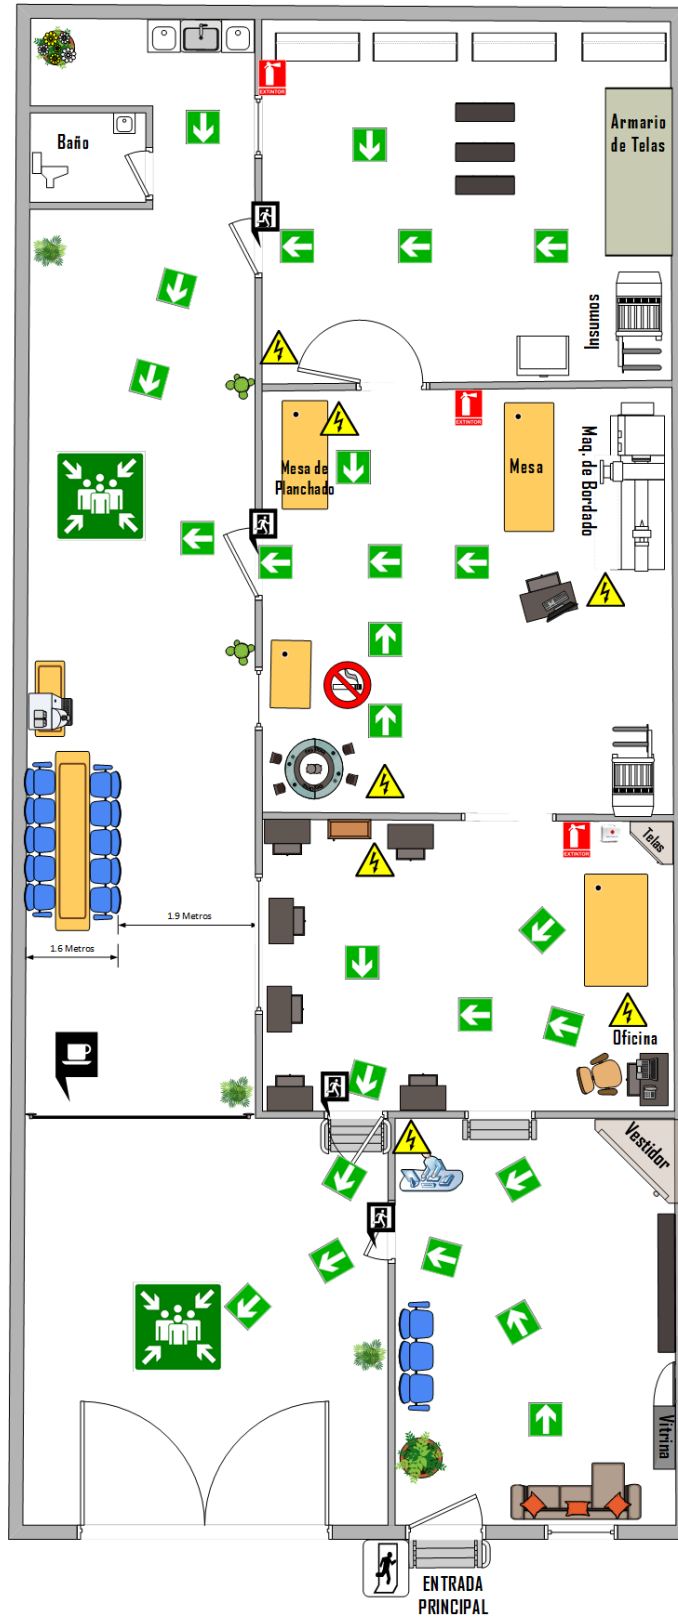 Baño
EXTINTOR
Armario
de Telas
Insumos
EXTINTOR
Mesa de
Planchado
Mesa
Maq. de Bordado
EXTINTOR
Telas
1.9 Metros
1.6 Metros
Oficina
Vestidor
Vitrina
ENTRADA
PRINCIPAL